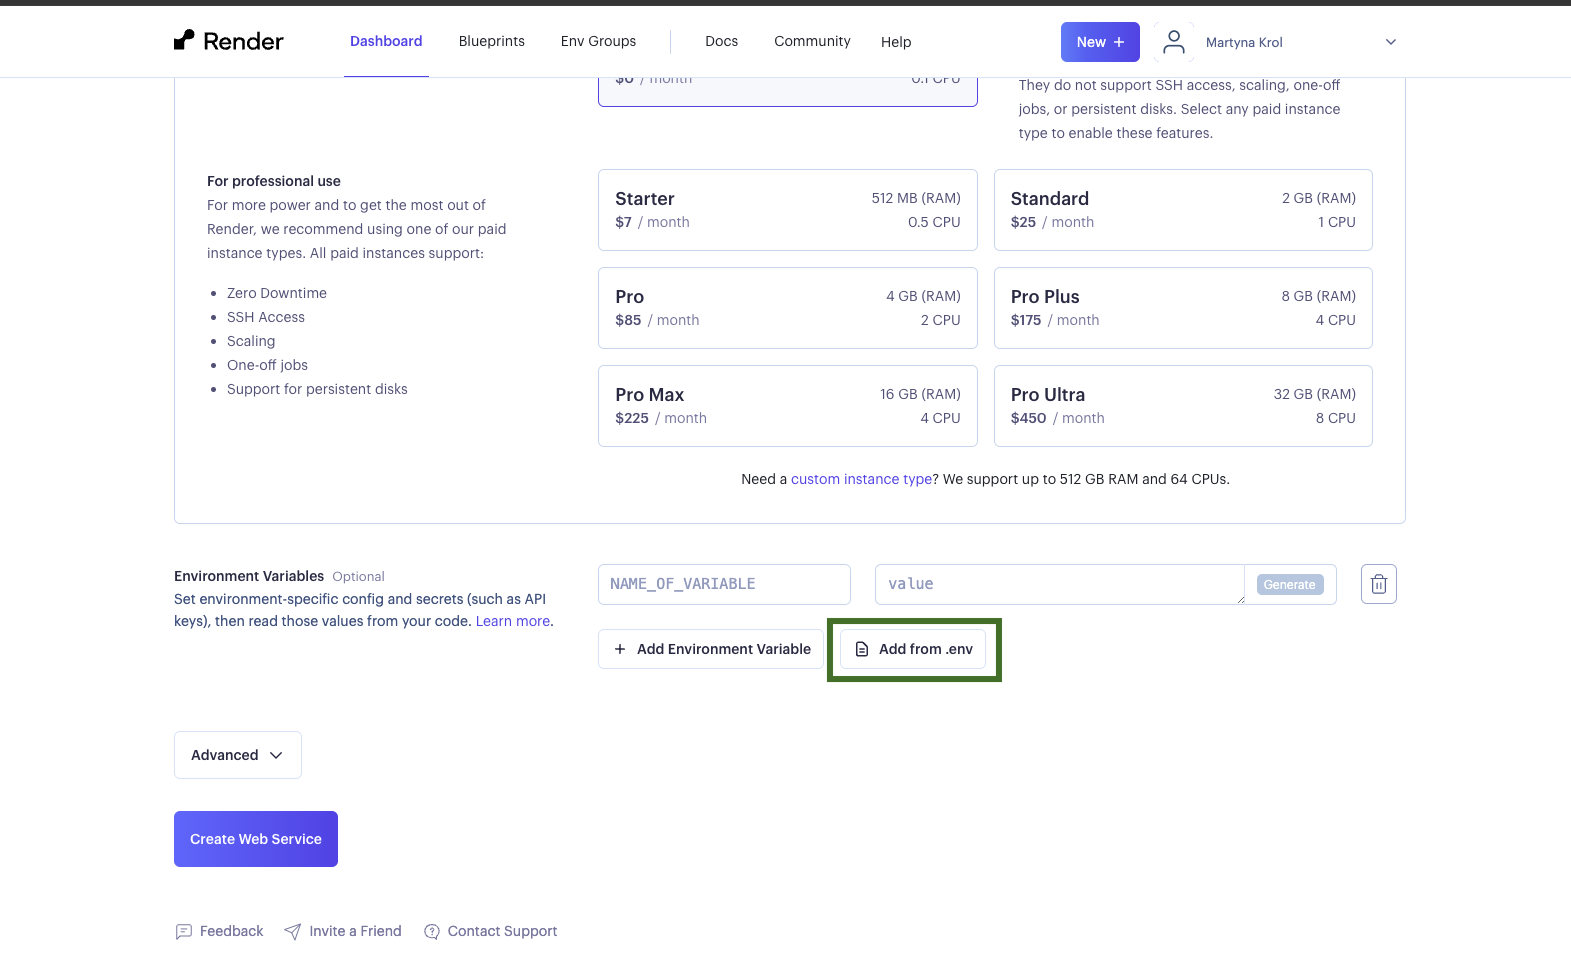 Render
Dashboard
Blueprints
Env Groups
Docs
Community
Help
New +
Martyna Krol
$0 / month
0.1 CPU
They do not support SSH access, scaling, one-off
jobs, or persistent disks. Select any paid instance
type to enable these features.
For professional use
For more power and to get the most out of
Render, we recommend using one of our paid
instance types. All paid instances support:
• Zero Downtime
• SSH Access
• Scaling
• One-off jobs
• Support for persistent disks
Starter
512 MB (RAM)
$7 / month
0.5 CPU
Standard
2 GB (RAM)
$25 / month
1 CPU
Pro
4 GB (RAM)
$85 / month
2 CPU
Pro Plus
8 GB (RAM)
$175 / month
4 CPU
Pro Max
16 GB (RAM)
$225 / month
4 CPU
Pro Ultra
32 GB (RAM)
$450 / month
8 CPU
Need a custom instance type? We support up to 512 GB RAM and 64 CPUs.
Environment Variables Optional
Set environment-specific config and secrets (such as API
keys), then read those values from your code. Learn more.
NAME_OF_VARIABLE
value
Generate
+ Add Environment Variable
Add from .env
Advanced
Create Web Service
Feedback
Invite a Friend
Contact Support